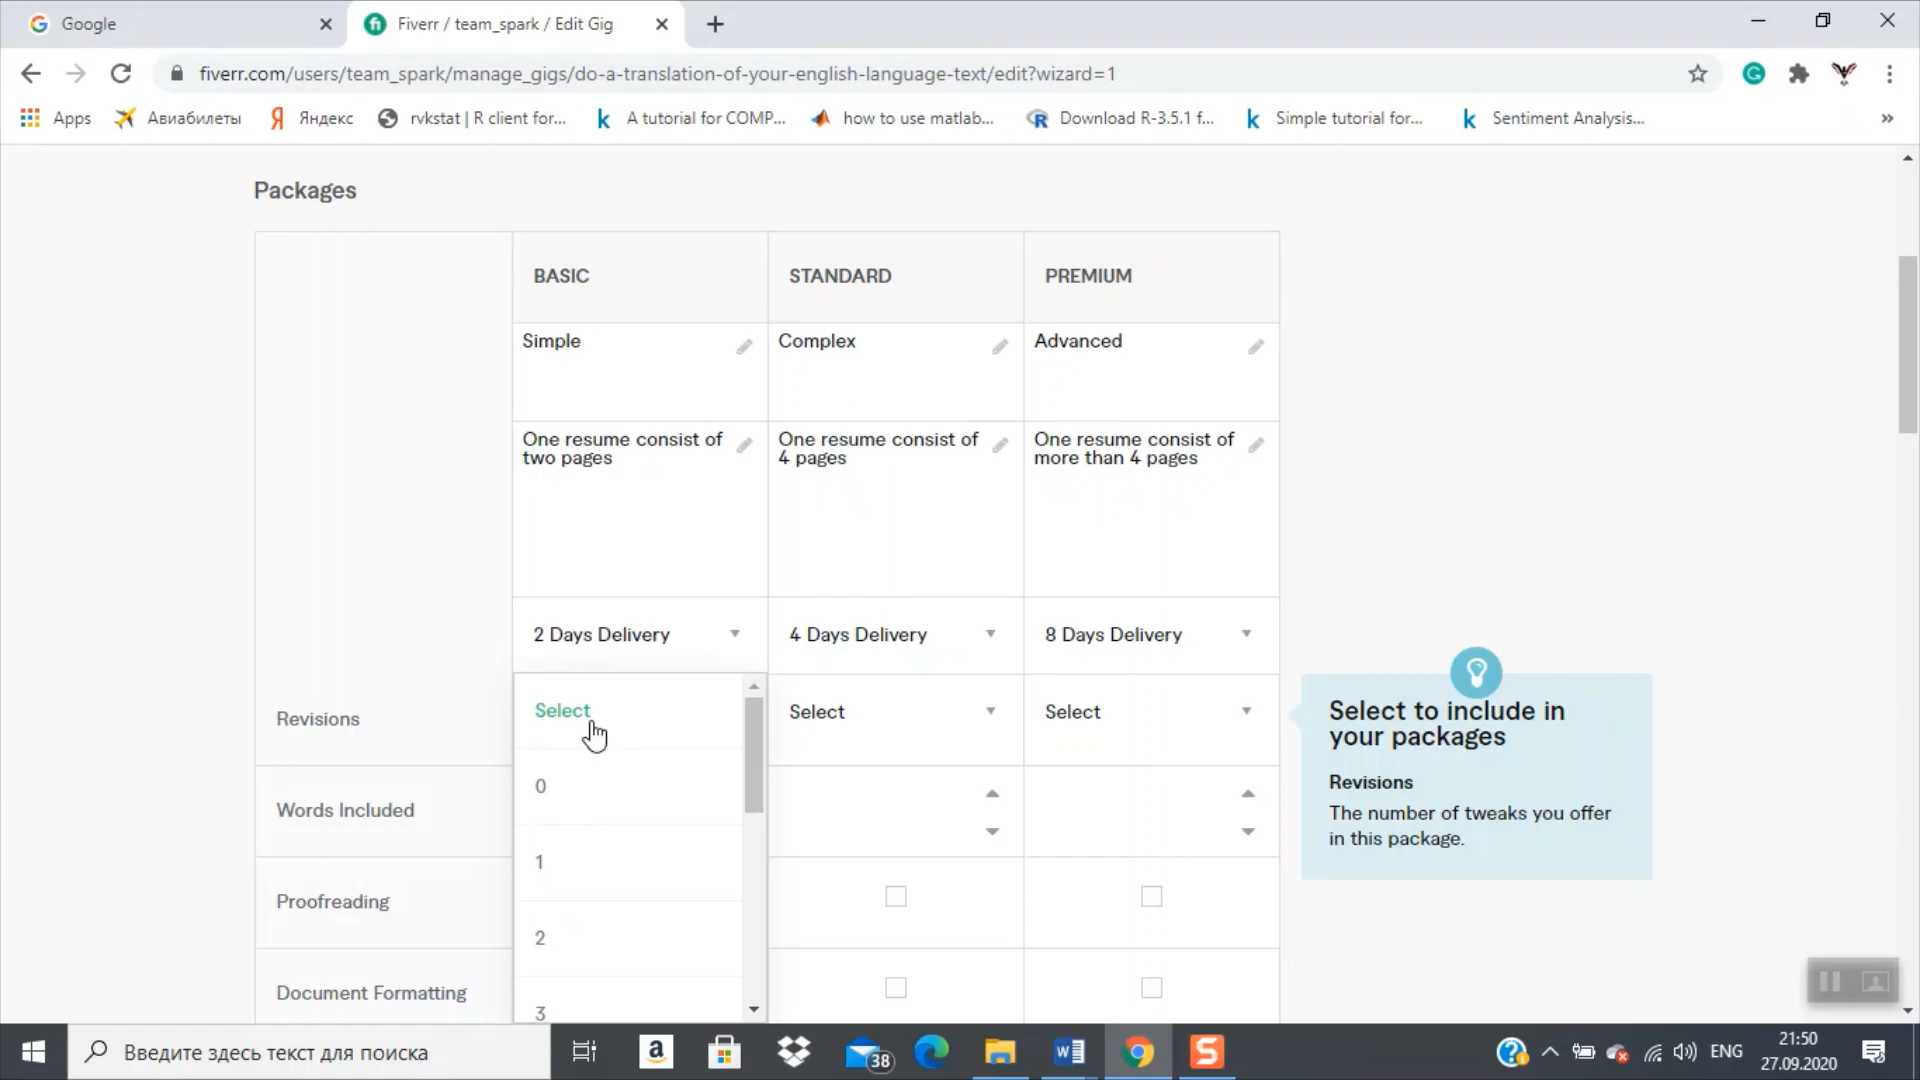 Google
Fiverr / team_spark / Edit Gig
fiverr.com/users/team_spark/manage_gigs/do-a-translation-of-your-english-language-text/edit?wizard=1
Apps
Авиабилеты
Яндекс
rvkstat | R client for...
A tutorial for COMP...
how to use matlab...
Download R-3.5.1 f...
Simple tutorial for...
Sentiment Analysis...
»
Packages
BASIC
STANDARD
PREMIUM
Simple
Complex
Advanced
One resume consist of
two pages
One resume consist of
4 pages
One resume consist of
more than 4 pages
2 Days Delivery
4 Days Delivery
8 Days Delivery
Revisions
Select
Select
Select
0
1
2
3
Words Included
Proofreading
Document Formatting
Select to include in
your packages
Revisions
The number of tweaks you offer
in this package.
Введите здесь текст для поиска
38
ENG
21:50
27.09.2020